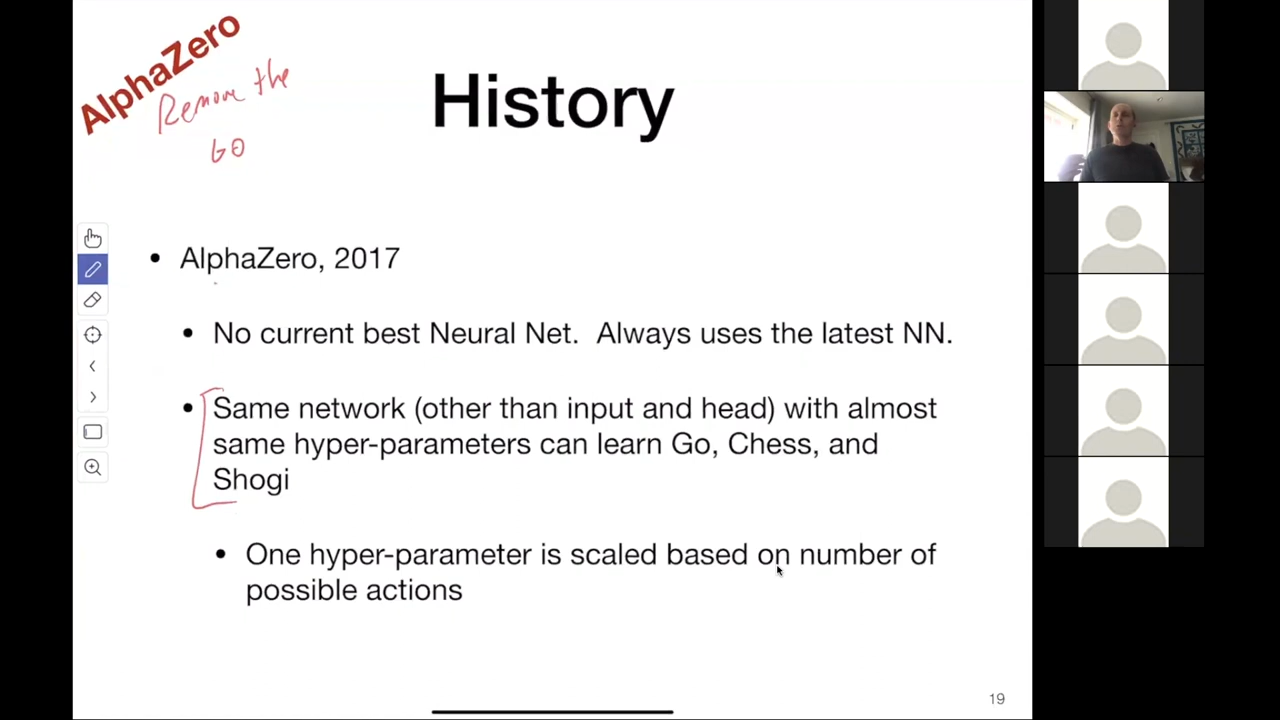 AlphaZero
Remove the
GO
History
• AlphaZero, 2017
• No current best Neural Net. Always uses the latest NN.
• Same network (other than input and head) with almost
same hyper-parameters can learn Go, Chess, and
Shogi
• One hyper-parameter is scaled based on number of
possible actions
19